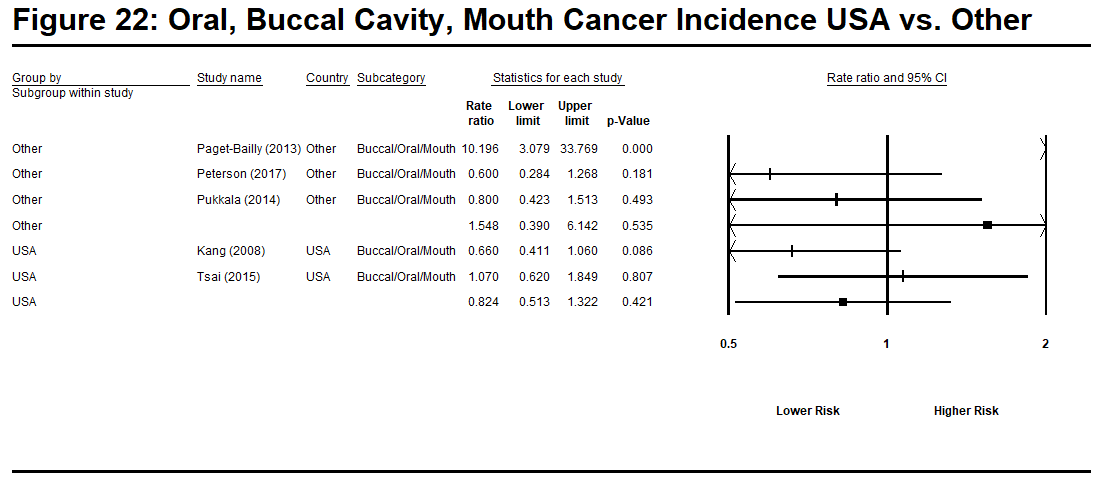 Figure 22: Oral, Buccal Cavity, Mouth Cancer Incidence USA vs. Other
Group by Study name Country Subcategory Statistics for each study Rate ratio and 95% CI
Subgroup within study
Rate Lower Upper
ratio limit limit p-Value
Other Paget-Bailly (2013) Other Buccal/Oral/Mouth 10.196 3.079 33.769 0.000
Other Peterson (2017) Other Buccal/Oral/Mouth 0.600 0.284 1.268 0.181
Other Pukkala (2014) Other Buccal/Oral/Mouth 0.800 0.423 1.513 0.493
Other 1.548 0.390 6.142 0.535
USA Kang (2008) USA Buccal/Oral/Mouth 0.660 0.411 1.060 0.086
USA Tsai (2015) USA Buccal/Oral/Mouth 1.070 0.620 1.849 0.807
USA 0.824 0.513 1.322 0.421
0.5 1 2
Lower Risk Higher Risk